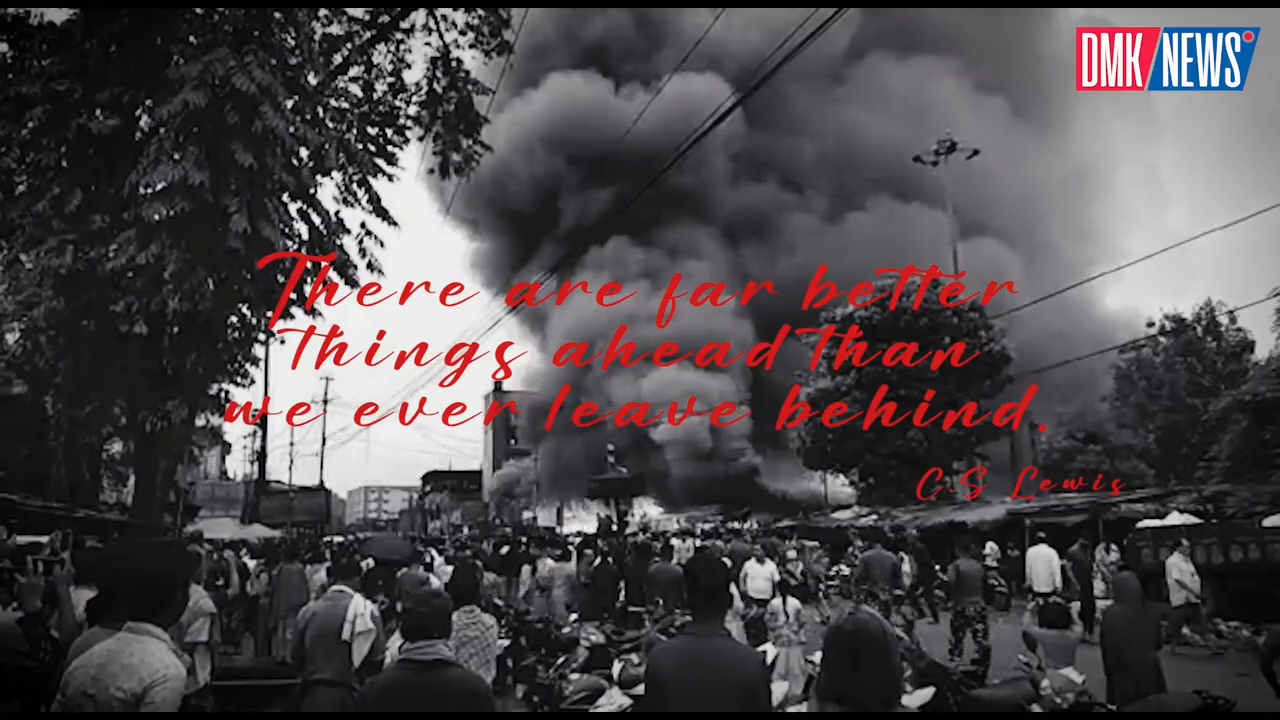 DMK NEWS
There are far better
things ahead than
we ever leave behind.
C.S Lewis